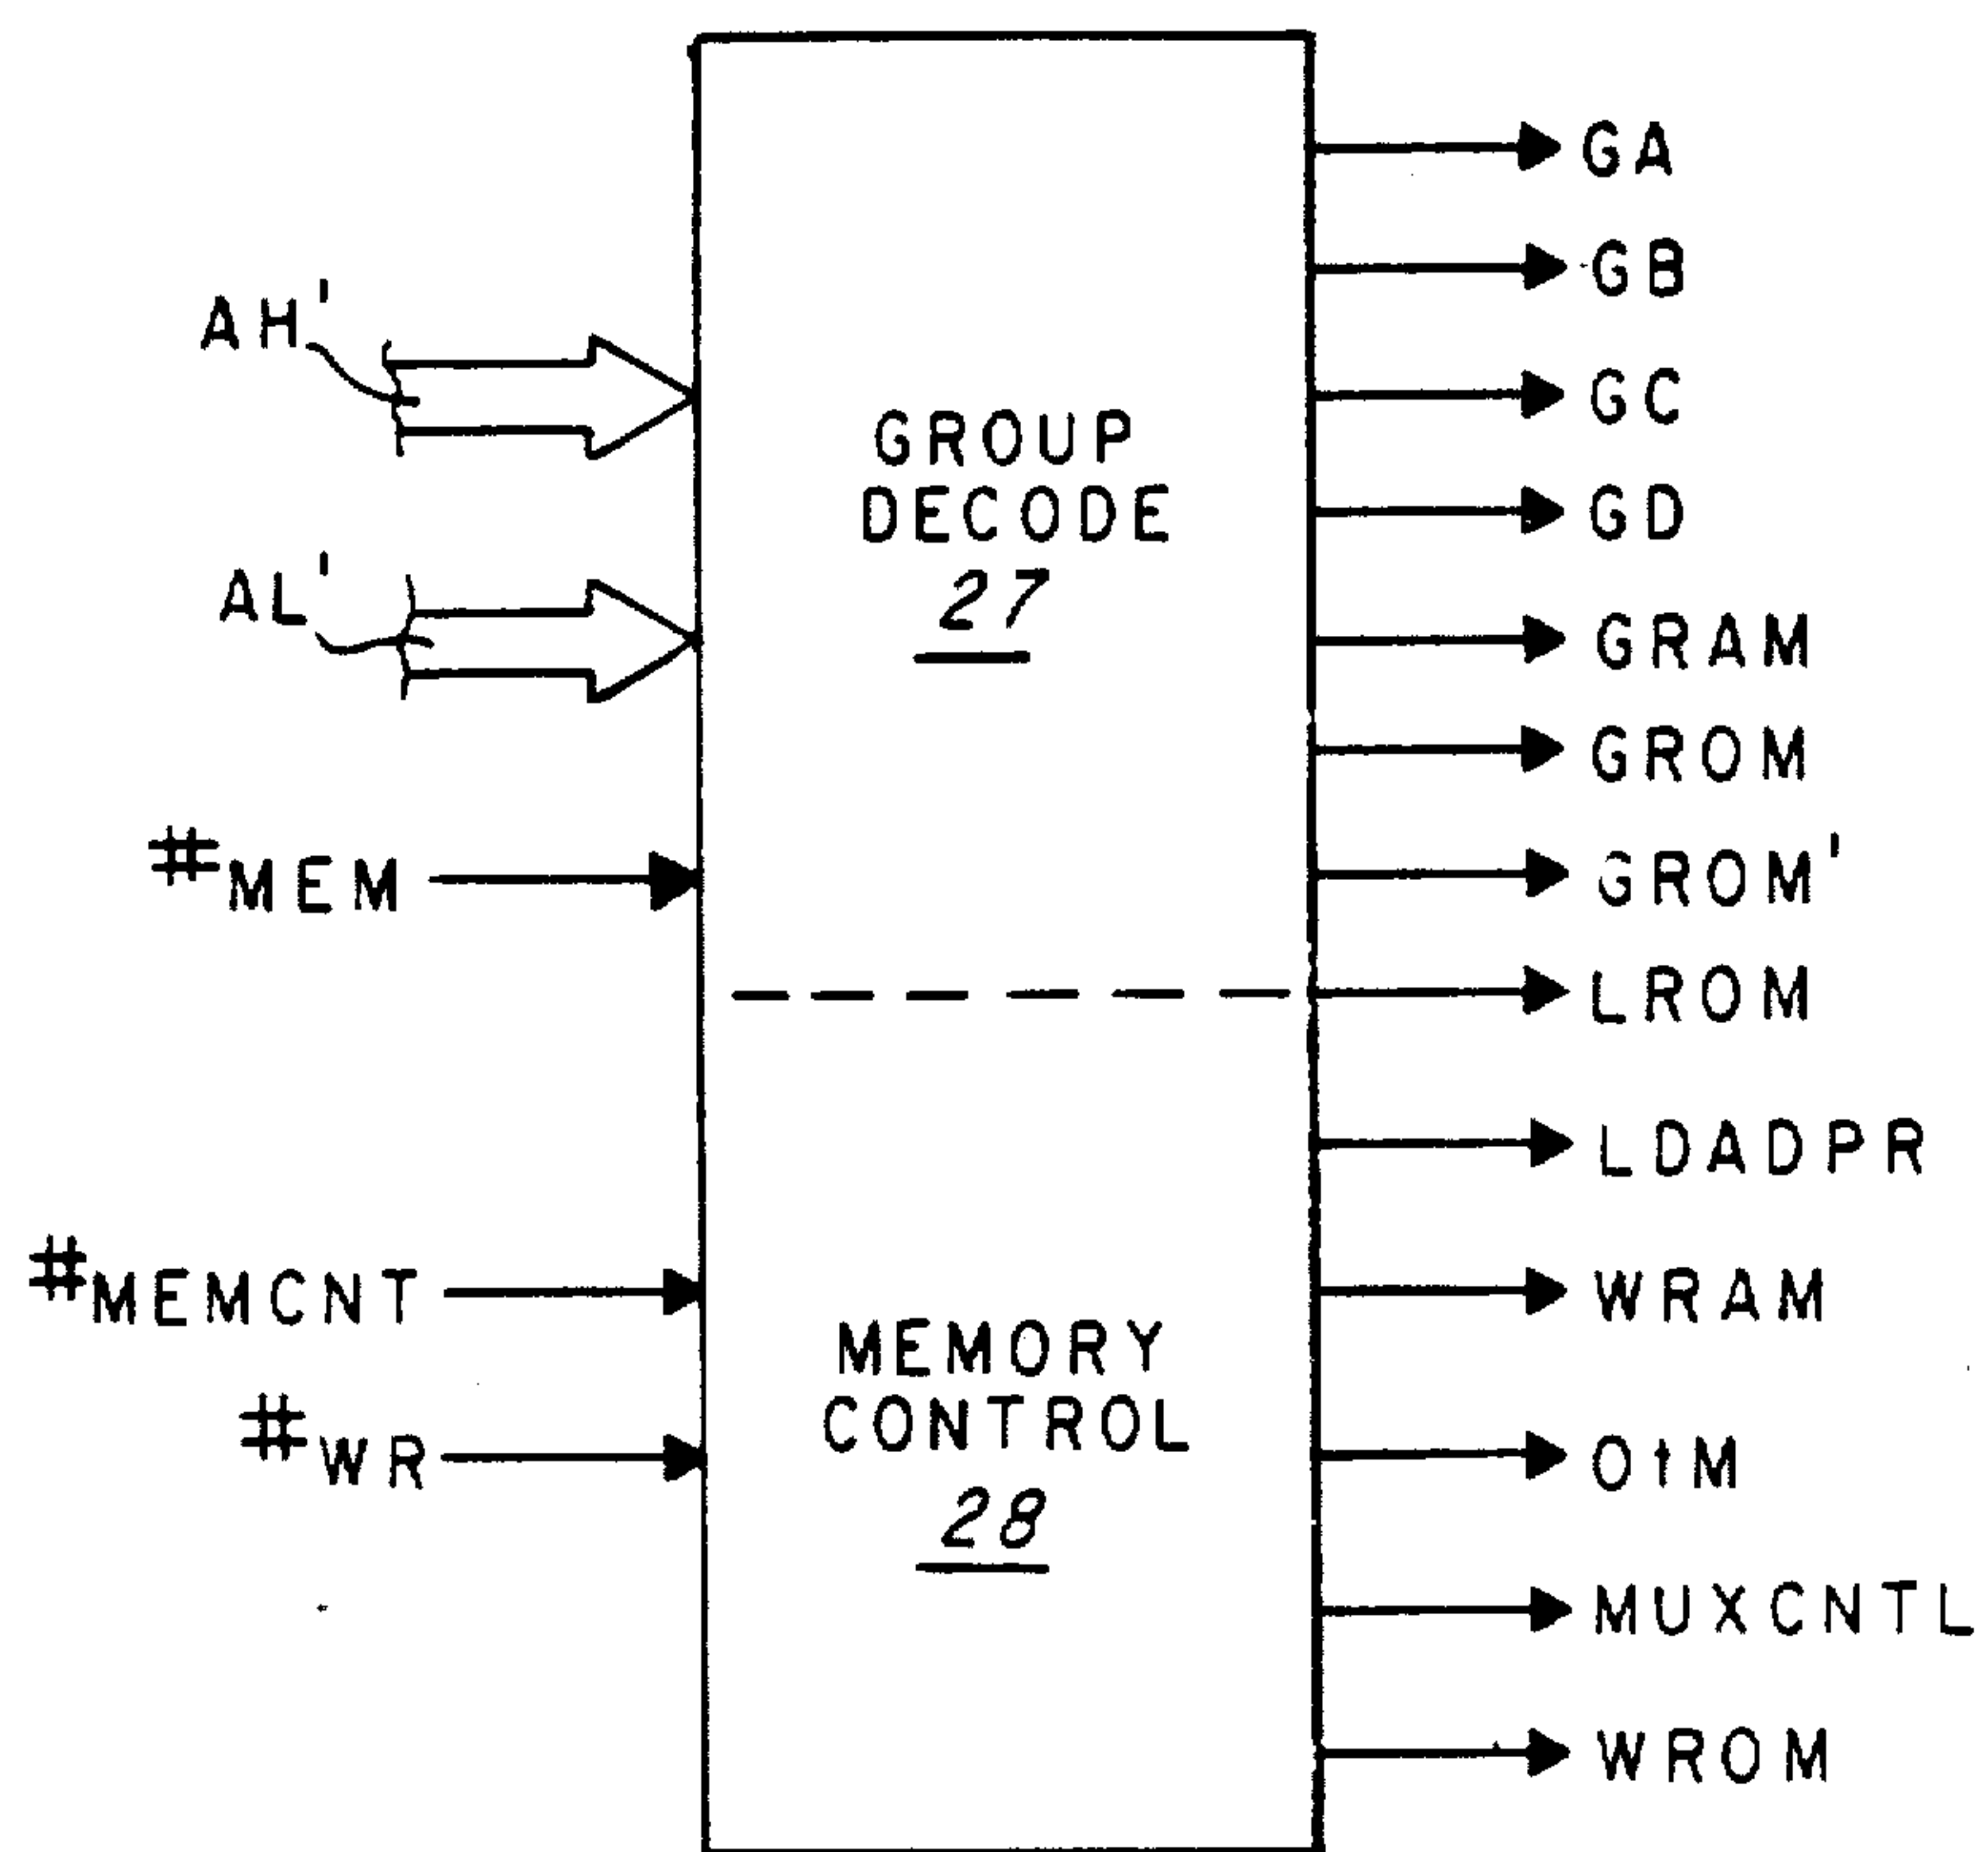 AH'
AL'
#MEM
#MEMCNT
#WR
GROUP
DECODE
27
MEMORY
CONTROL
28
GA
GB
GC
GD
GRAM
GROM
GROM'
LROM
LDADPR
WRAM
MUXCNTL
WROM